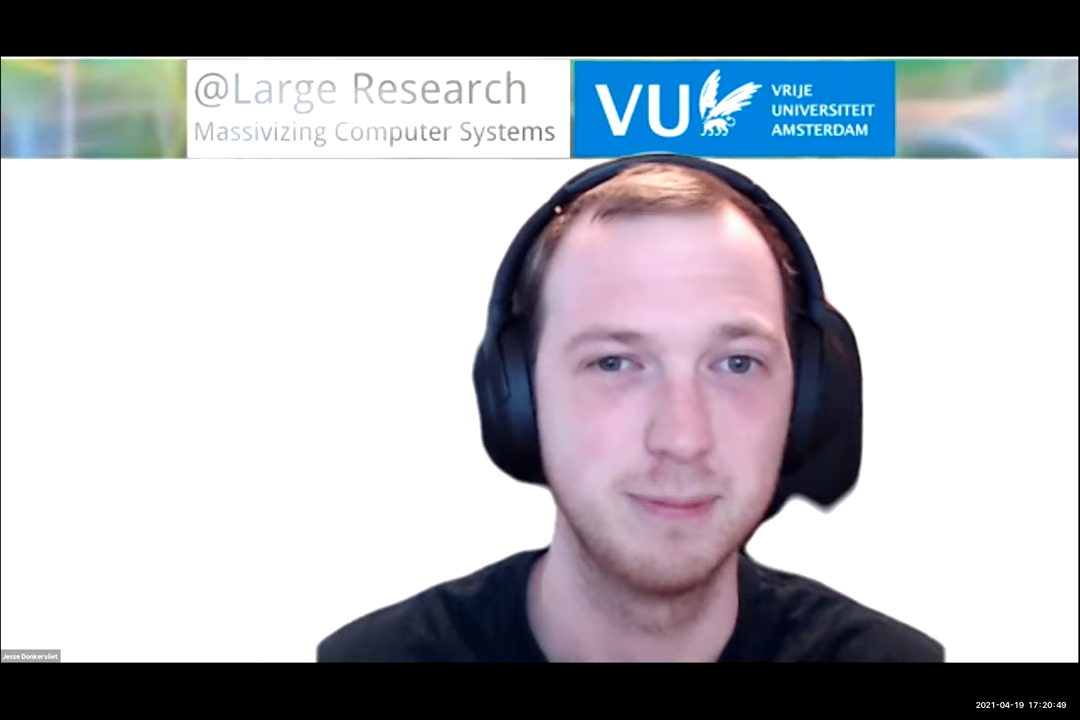 @Large Research
Massivizing Computer Systems
VU
VRIJE
UNIVERSITEIT
AMSTERDAM
Jesse Donkervliet
2021-04-19 17:20:49